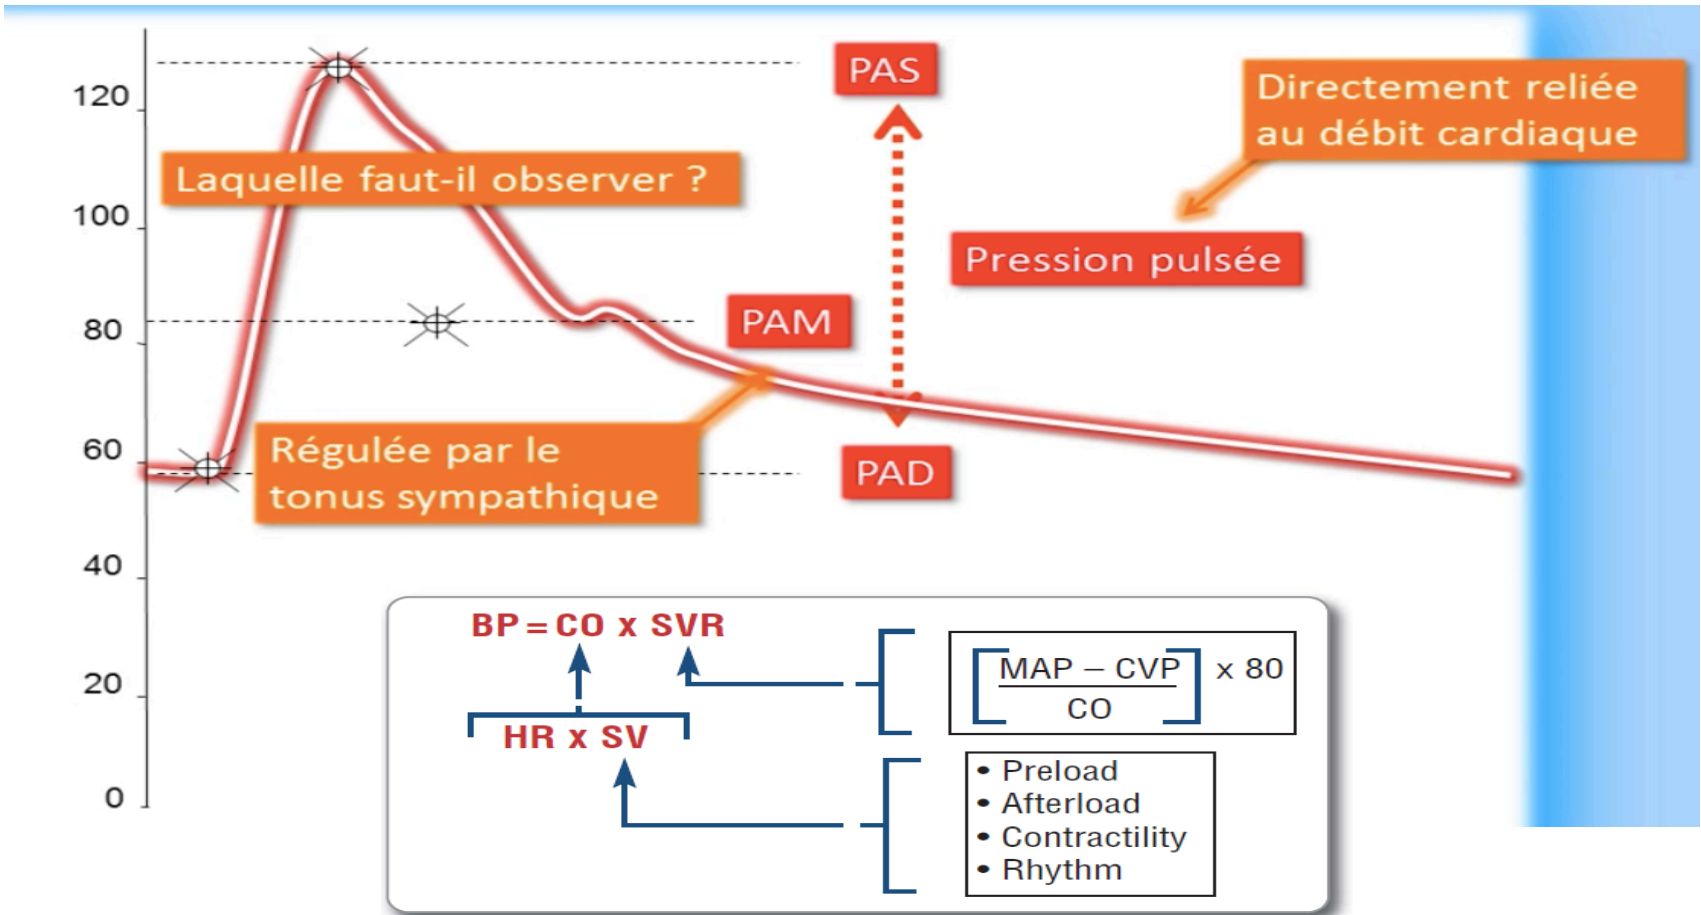 120
100
80
60
40
20
0
PAS
Directement reliée
au débit cardiaque
Laquelle faut-il observer ?
Pression pulsée
PAM
Régulée par le
tonus sympathique
PAD
BP = CO x SVR
HR x SV
MAP – CVP
CO
x 80
• Preload
• Afterload
• Contractility
• Rhythm